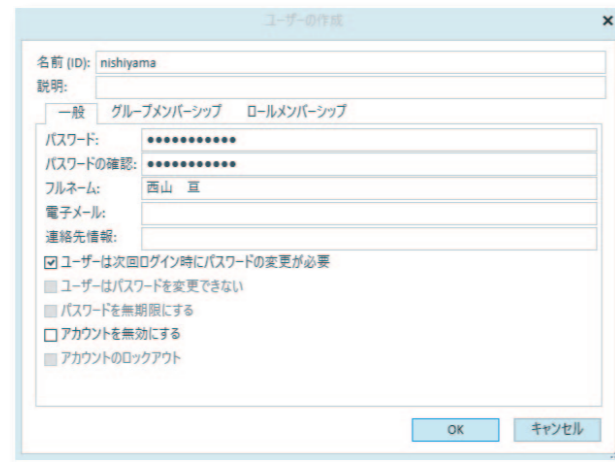 ユーザーの作成
名前 (ID): nishiyama
説明:
一般 グループメンバーシップ ロールメンバーシップ
パスワード: ●●●●●●●●●●●
パスワードの確認: ●●●●●●●●●●●
フルネーム: 西山 亘
電子メール:
連絡先情報:
ユーザーは次回ログイン時にパスワードの変更が必要
ユーザーはパスワードを変更できない
パスワードを無期限にする
アカウントを無効にする
アカウントのロックアウト
OK キャンセル